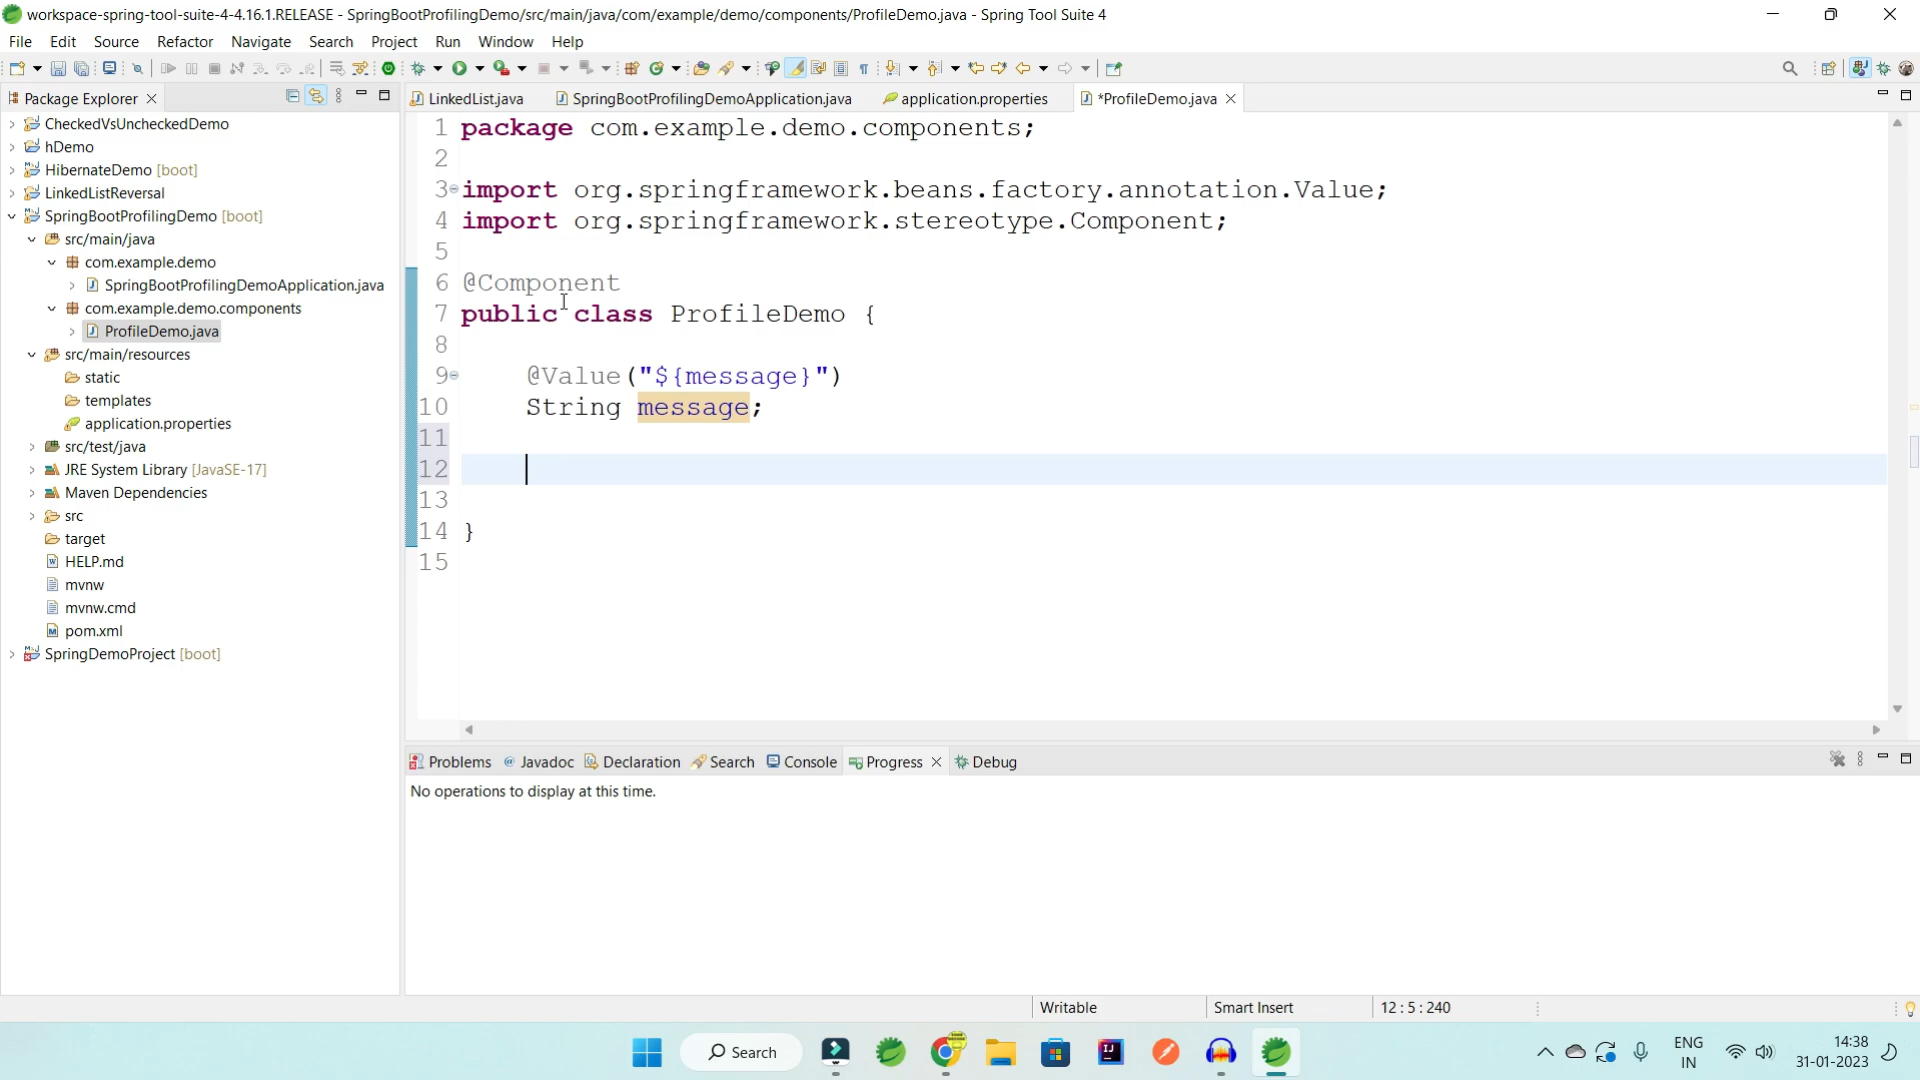 workspace-spring-tool-suite-4-4.16.1.RELEASE - SpringBootProfilingDemo/src/main/java/com/example/demo/components/ProfileDemo.java - Spring Tool Suite 4
File Edit Source Refactor Navigate Search Project Run Window Help
Package Explorer
CheckedVsUncheckedDemo
hDemo
HibernateDemo [boot]
LinkedListReversal
SpringBootProfilingDemo [boot]
src/main/java
com.example.demo
SpringBootProfilingDemoApplication.java
com.example.demo.components
ProfileDemo.java
src/main/resources
static
templates
application.properties
src/test/java
JRE System Library [JavaSE-17]
Maven Dependencies
src
target
HELP.md
mvnw
mvnw.cmd
pom.xml
SpringDemoProject [boot]
LinkedList.java SpringBootProfilingDemoApplication.java application.properties *ProfileDemo.java
1 package com.example.demo.components;
2
3 import org.springframework.beans.factory.annotation.Value;
4 import org.springframework.stereotype.Component;
5
6 @Component
7 public class ProfileDemo {
8
9 @Value("${message}")
10 String message;
11
12
13
14 }
15
Problems @ Javadoc Declaration Search Console Progress Debug
No operations to display at this time.
Writable Smart Insert 12 : 5 : 240
Search
ENG
IN
14:38
31-01-2023